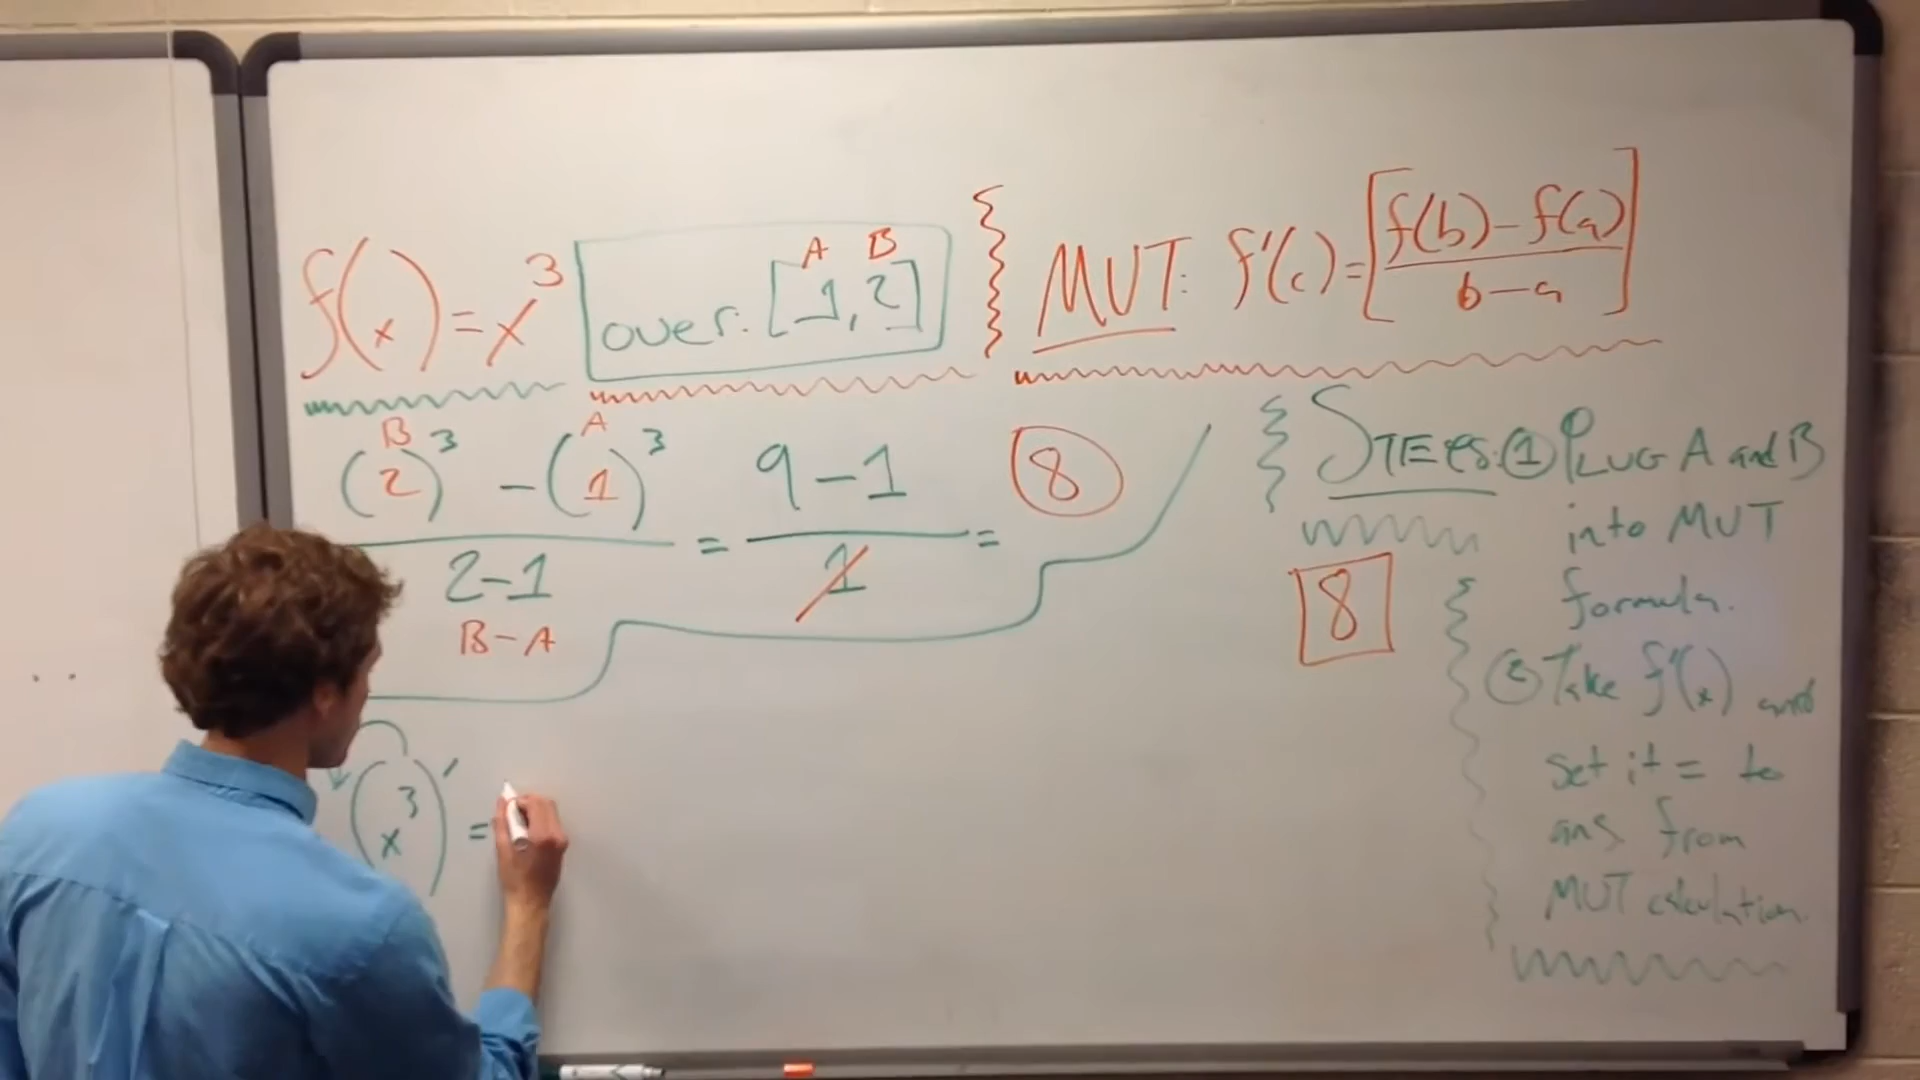 f(x) = x³ over: [1, 2]
A B
MVT: f'(c) = [f(b) - f(a) / b - a]
B A
(2)³ - (1)³ / 2 - 1 = 9 - 1 / 1 = 8
B - A
8
STEPS: ① PLUG A and B
into MVT
formula.
② Take f'(x) and
set it = to
ans from
MVT calculation.
(x³)' =